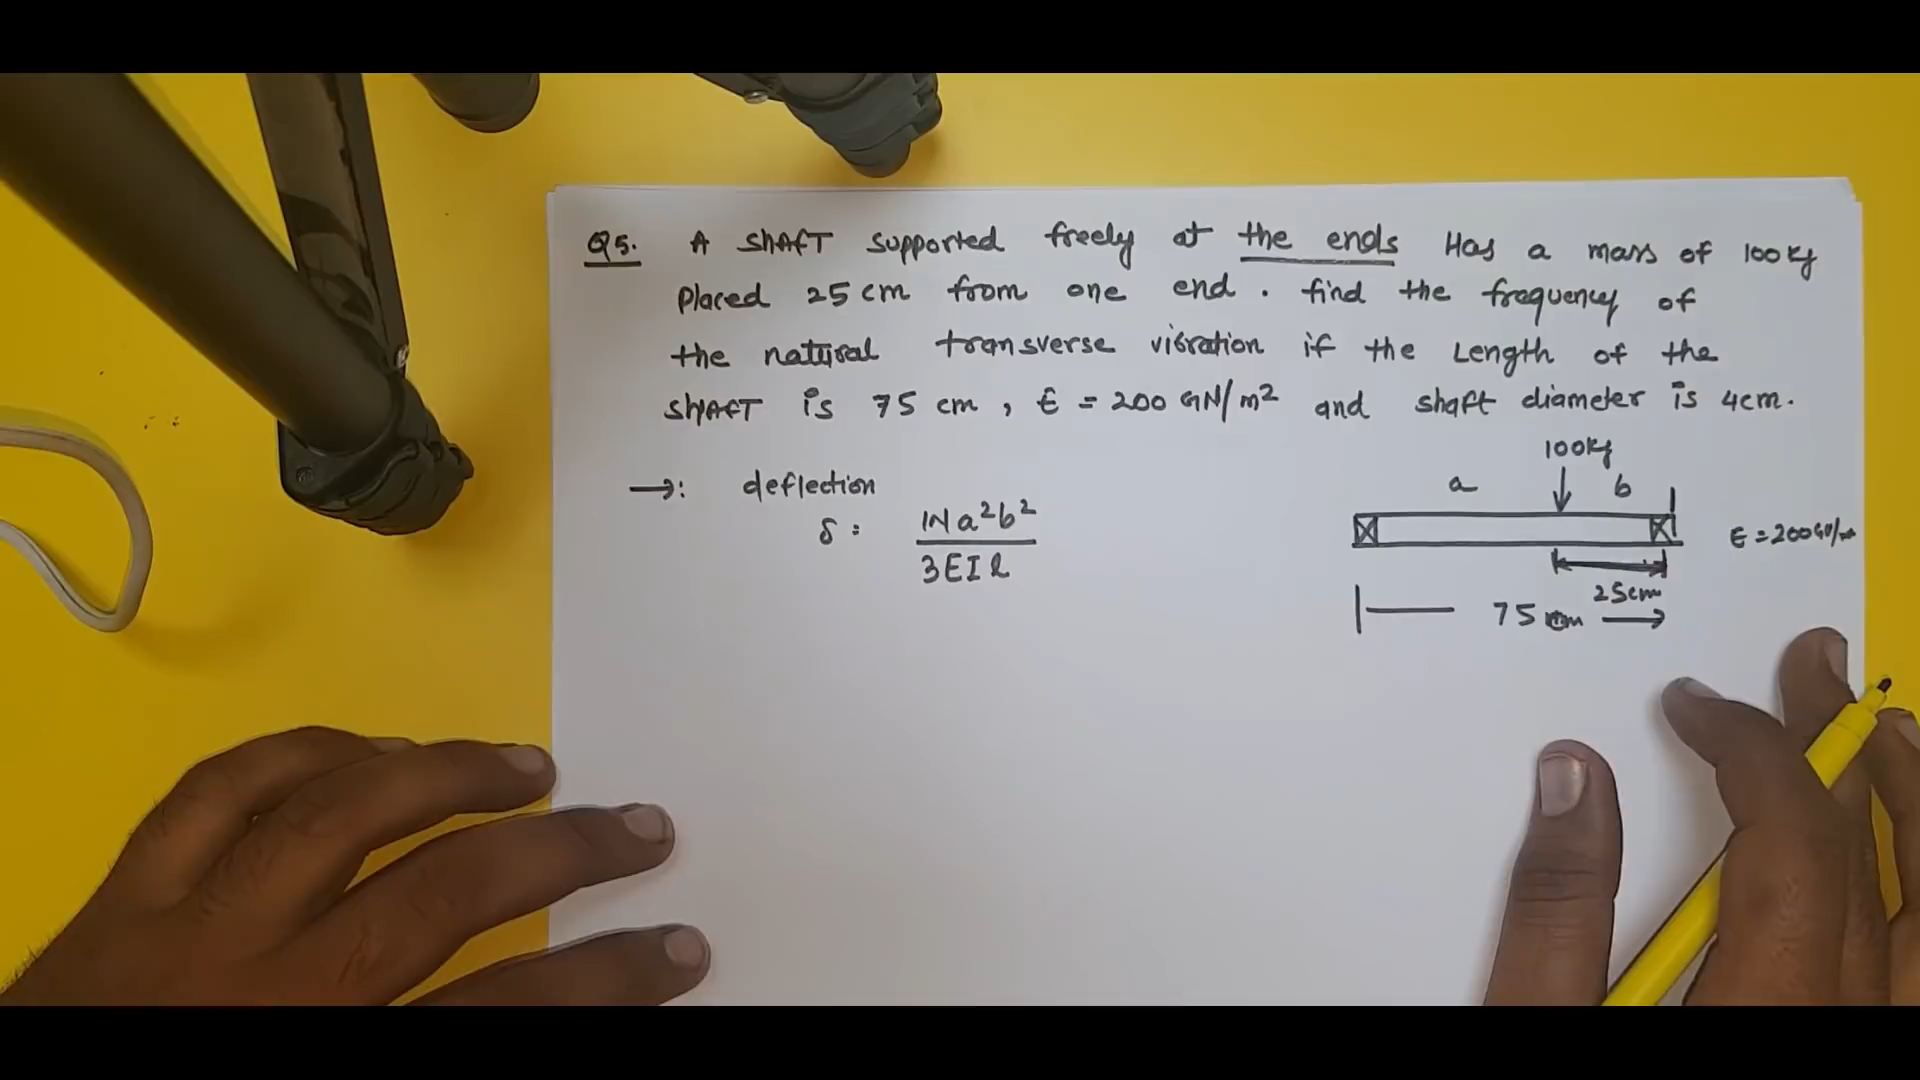 Q5. A SHAFT supported freely at the ends Has a mass of 100kg
Placed 25 cm from one end. find the frequency of
the natural transverse vibration if the Length of the
SHAFT is 75 cm, E = 200 GN/m² and shaft diameter is 4cm.
→: deflection
δ: Wa²b²
3EIl
100kg
a b
E = 200GN/m
25cm
75 cm